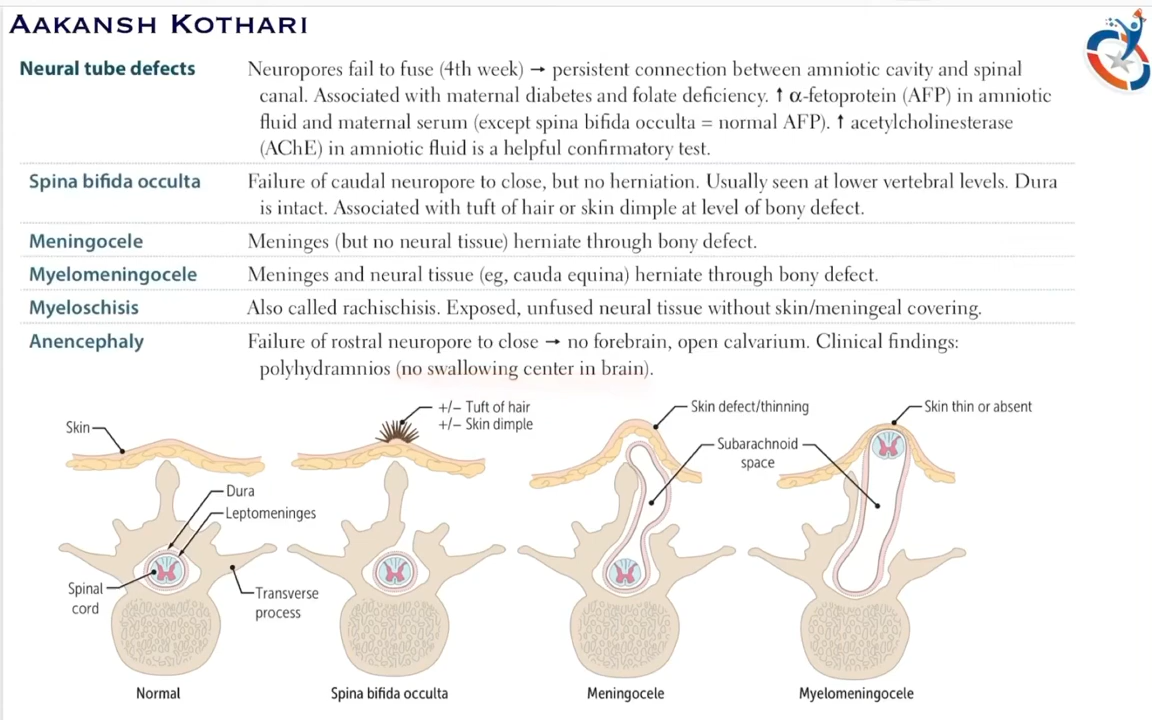 AAKANSH KOTHARI
Neural tube defects
Neuropores fail to fuse (4th week) → persistent connection between amniotic cavity and spinal
canal. Associated with maternal diabetes and folate deficiency. ↑ α-fetoprotein (AFP) in amniotic
fluid and maternal serum (except spina bifida occulta = normal AFP). ↑ acetylcholinesterase
(AChE) in amniotic fluid is a helpful confirmatory test.
Spina bifida occulta
Failure of caudal neuropore to close, but no herniation. Usually seen at lower vertebral levels. Dura
is intact. Associated with tuft of hair or skin dimple at level of bony defect.
Meningocele
Meninges (but no neural tissue) herniate through bony defect.
Myelomeningocele
Meninges and neural tissue (eg, cauda equina) herniate through bony defect.
Myeloschisis
Also called rachischisis. Exposed, unfused neural tissue without skin/meningeal covering.
Anencephaly
Failure of rostral neuropore to close → no forebrain, open calvarium. Clinical findings:
polyhydramnios (no swallowing center in brain).
Skin
Dura
Leptomeninges
Spinal
cord
Transverse
process
Normal
+/− Tuft of hair
+/− Skin dimple
Spina bifida occulta
Skin defect/thinning
Subarachnoid
space
Meningocele
Skin thin or absent
Myelomeningocele